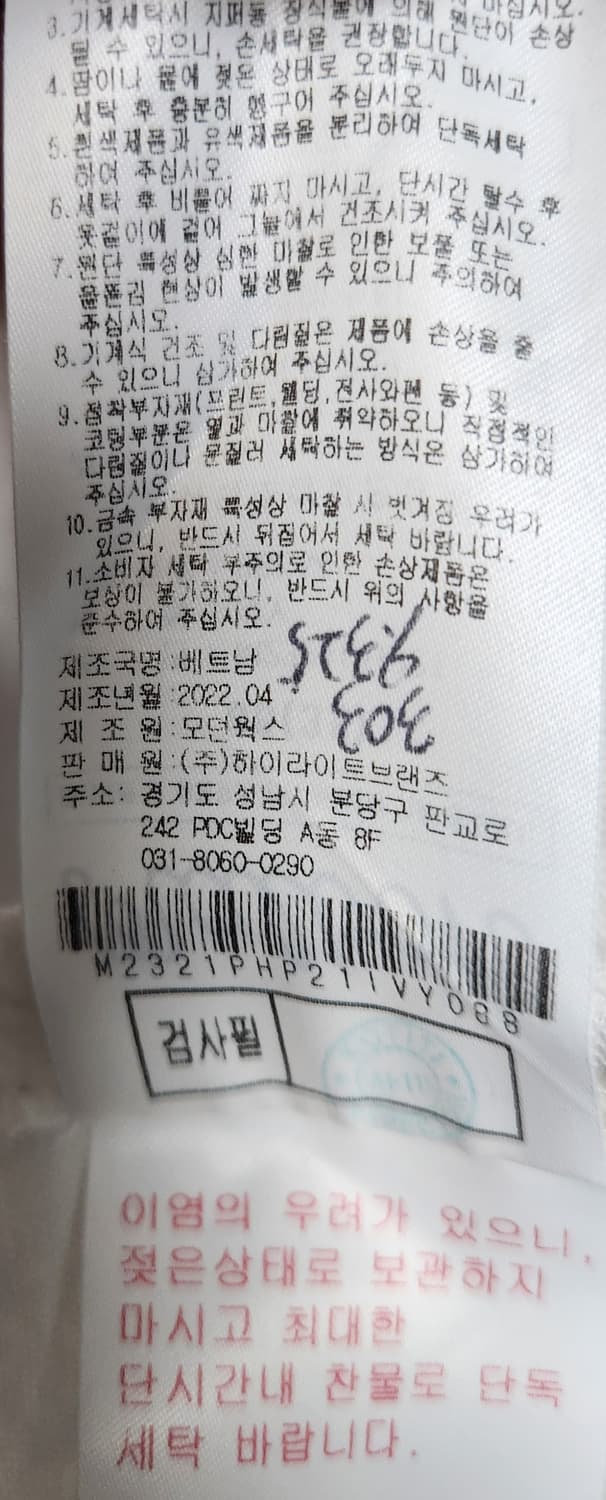 3.기계세탁시 지퍼등 장식물에 의해 원단이 손상
될 수 있으니, 손세탁을 권장합니다.
4.땀이나 물에 젖은 상태로 오래두지 마시고,
세탁 후 충분히 헹구어 주십시오.
5.흰색제품과 유색제품을 분리하여 단독세탁
하여 주십시오.
6.세탁 후 비틀어 짜지 마시고, 단시간 탈수 후
옷걸이에 걸어 그늘에서 건조시켜 주십시오.
7.원단 특성상 심한 마찰로 인한 보풀 또는
올뜯김 현상이 발생할 수 있으니 주의하여
주십시오.
8.기계식 건조 및 다림질은 제품에 손상을 줄
수 있으니 삼가하여 주십시오.
9.접착부자재(프린트,웰딩,전사와펜 등) 및
코팅부분은 열과 마찰에 취약하오니 직접적인
다림질이나 문질러 세탁하는 방식은 삼가하여
주십시오.
10.금속 부자재 특성상 마찰 시 벗겨짐 우려가
있으니, 반드시 뒤집어서 세탁 바랍니다.
11.소비자 세탁 부주의로 인한 손상제품은
보상이 불가하오니, 반드시 위의 사항을
준수하여 주십시오.
제조국명:베트남
제조년월:2022.04
303
제 조 원:모던웍스
판 매 원:(주)하이라이트브랜즈
주소: 경기도 성남시 분당구 판교로
242 PDC빌딩 A동 8F
031-8060-0290
M2321PHP211VY088
검사필
이염의 우려가 있으니,
젖은상태로 보관하지
마시고 최대한
단시간내 찬물로 단독
세탁 바랍니다.